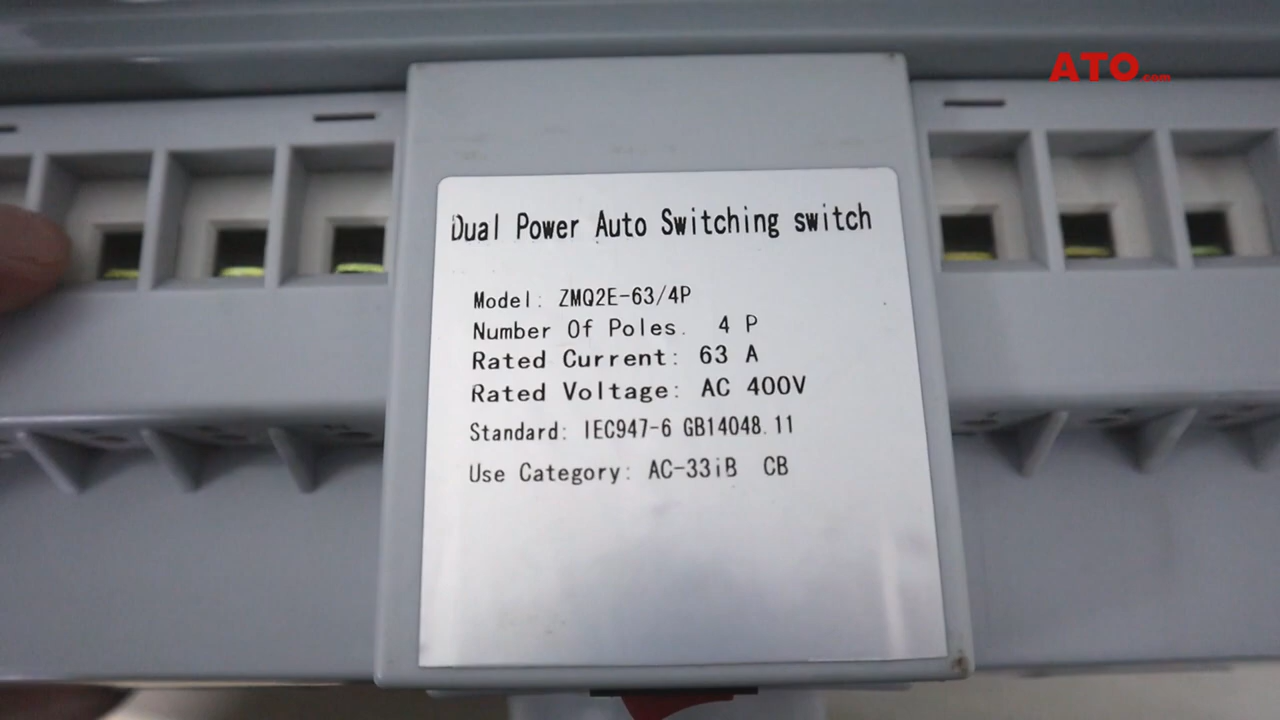 ATO.com
Dual Power Auto Switching switch
Model: ZMQ2E-63/4P
Number Of Poles. 4 P
Rated Current: 63 A
Rated Voltage: AC 400V
Standard: IEC947-6 GB14048.11
Use Category: AC-33iB CB